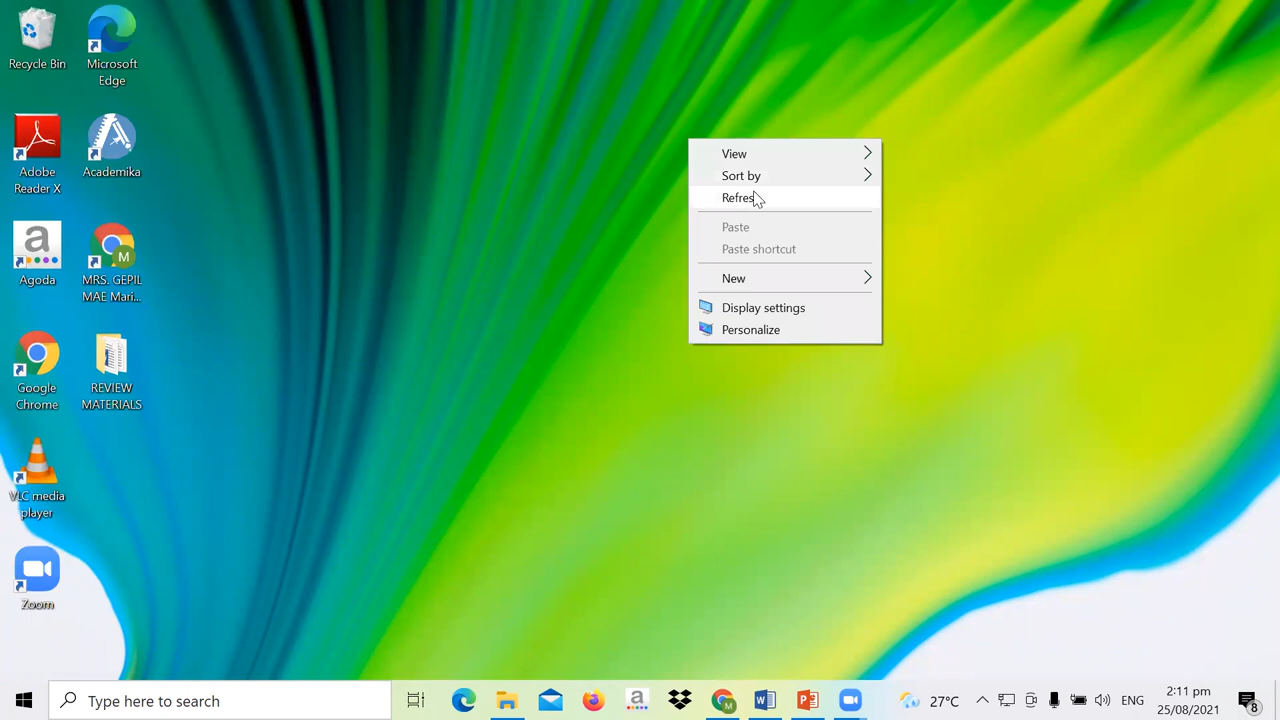 Recycle Bin
Microsoft
Edge
Adobe
Reader X
Academika
a
Agoda
M
MRS. GEPIL
MAE Mari...
Google
Chrome
REVIEW
MATERIALS
VLC media
player
Zoom
View
Sort by
Refres
Paste
Paste shortcut
New
Display settings
Personalize
Type here to search
a
M
W
P
27°C
ENG
2:11 pm
25/08/2021
8